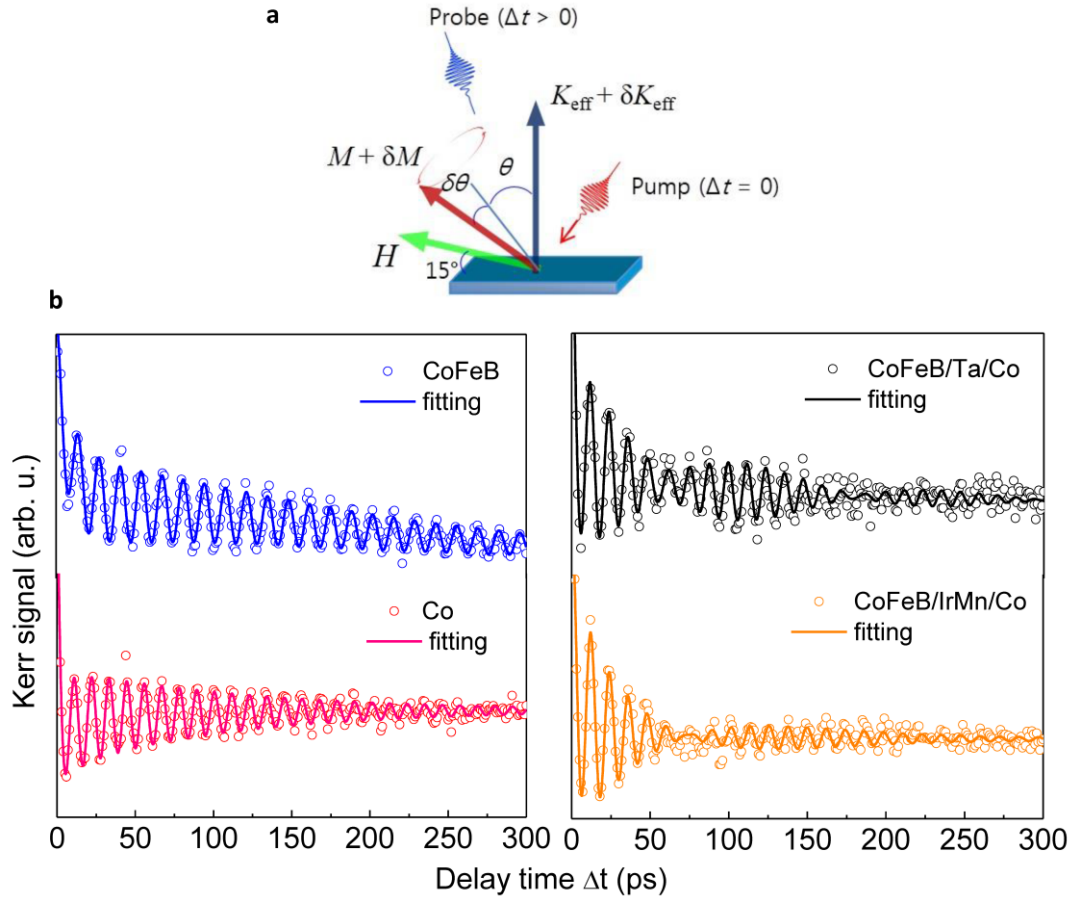 a
Probe (Δt > 0)
K_eff + δK_eff
M + δM
θ
δθ
Pump (Δt = 0)
H
15°
b
CoFeB
fitting
CoFeB/Ta/Co
fitting
Co
fitting
CoFeB/IrMn/Co
fitting
Kerr signal (arb. u.)
0 50 100 150 200 250 300
0 50 100 150 200 250 300
Delay time Δt (ps)